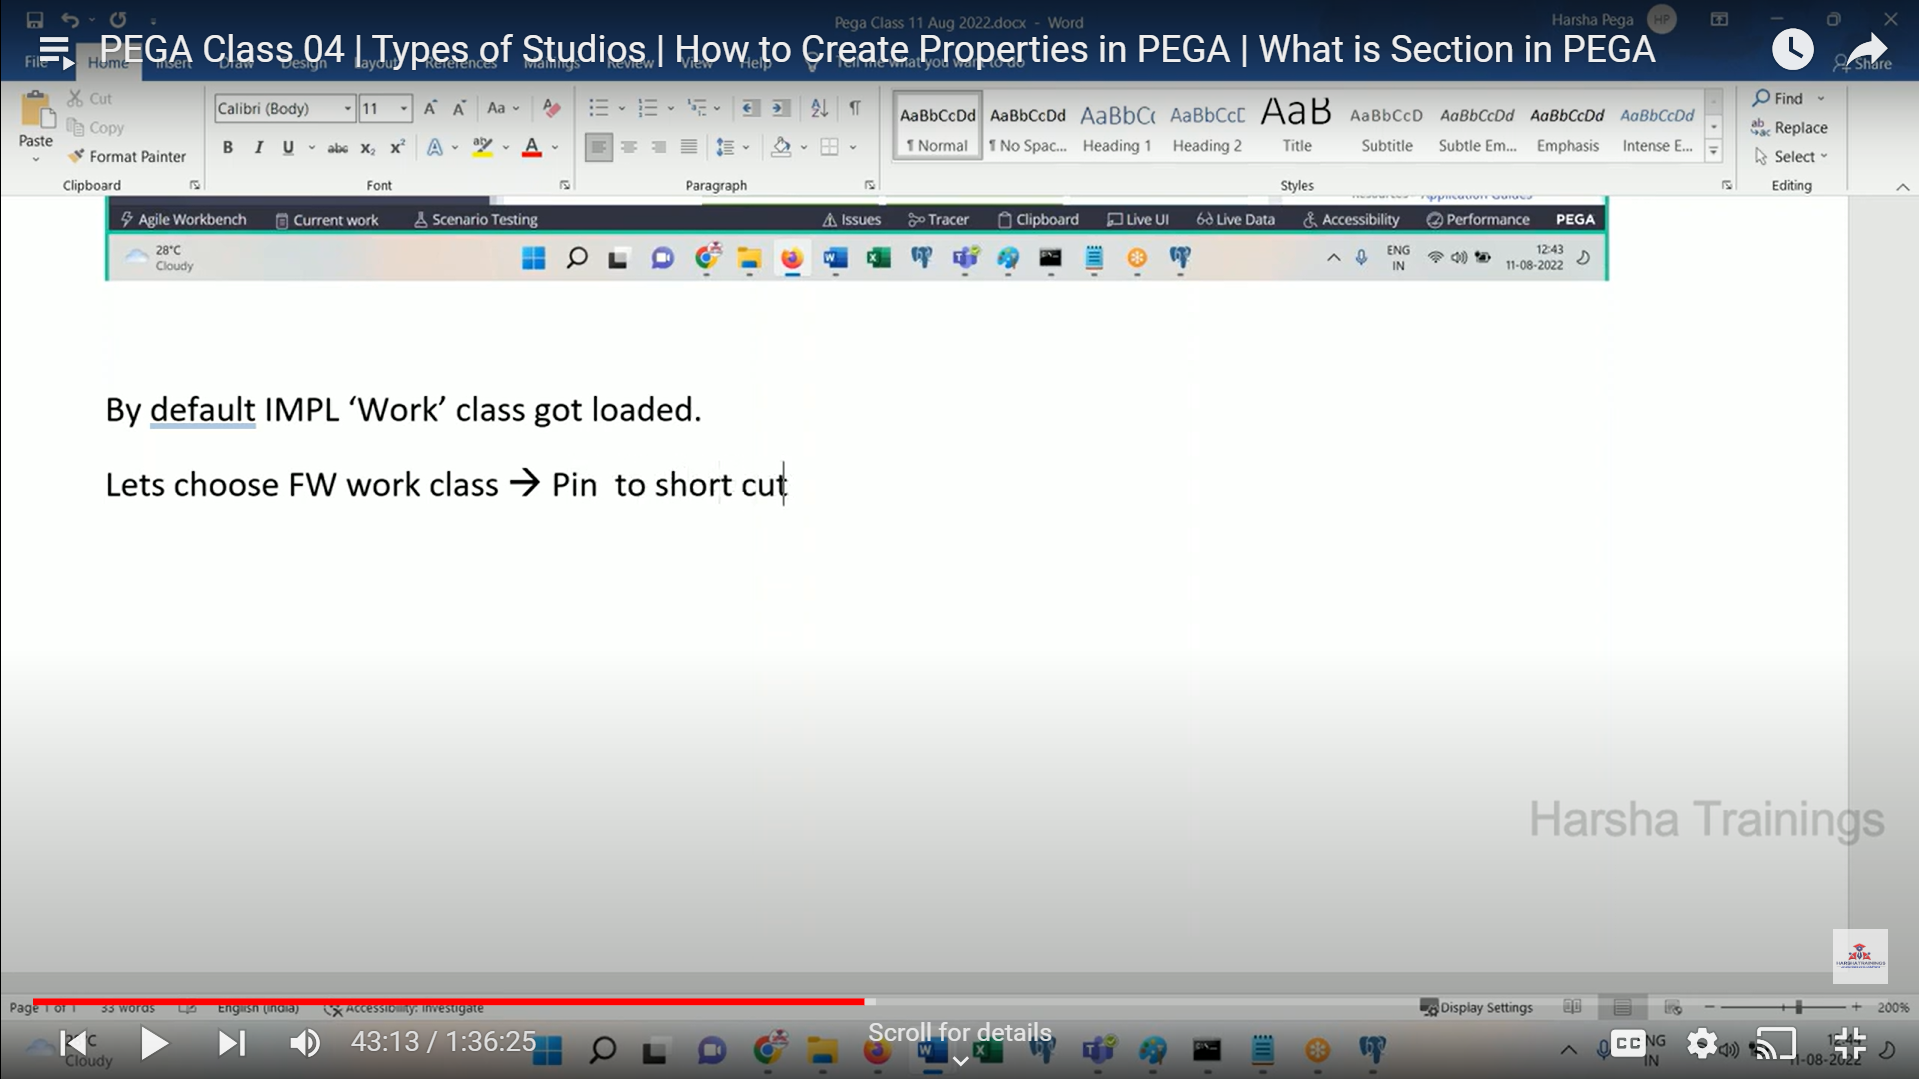 Pega Class 11 Aug 2022.docx - Word
Harsha Pega
HP
PEGA Class 04 | Types of Studios | How to Create Properties in PEGA | What is Section in PEGA
File Home Insert Draw Design Layout References Mailings Review View Help Tell me what you want to do
Share
Paste
Cut
Copy
Format Painter
Clipboard
Calibri (Body) 11
Font
Paragraph
AaBbCcDd AaBbCcDd AaBbC AaBbCc AaB AaBbCcD AaBbCcDd AaBbCcDd AaBbCcDd
¶ Normal ¶ No Spac... Heading 1 Heading 2 Title Subtitle Subtle Em... Emphasis Intense E...
Styles
Find
Replace
Select
Editing
Agile Workbench Current work Scenario Testing Issues Tracer Clipboard Live UI Live Data Accessibility Performance PEGA
28°C
Cloudy
ENG
IN
12:43
11-08-2022
By default IMPL ‘Work’ class got loaded.
Lets choose FW work class → Pin  to short cut
Harsha Trainings
HARSHA TRAININGS
Page 1 of 1 33 words English (India) Accessibility: Investigate
Display Settings
200%
43:13 / 1:36:25
Scroll for details
Cloudy
CC
IN